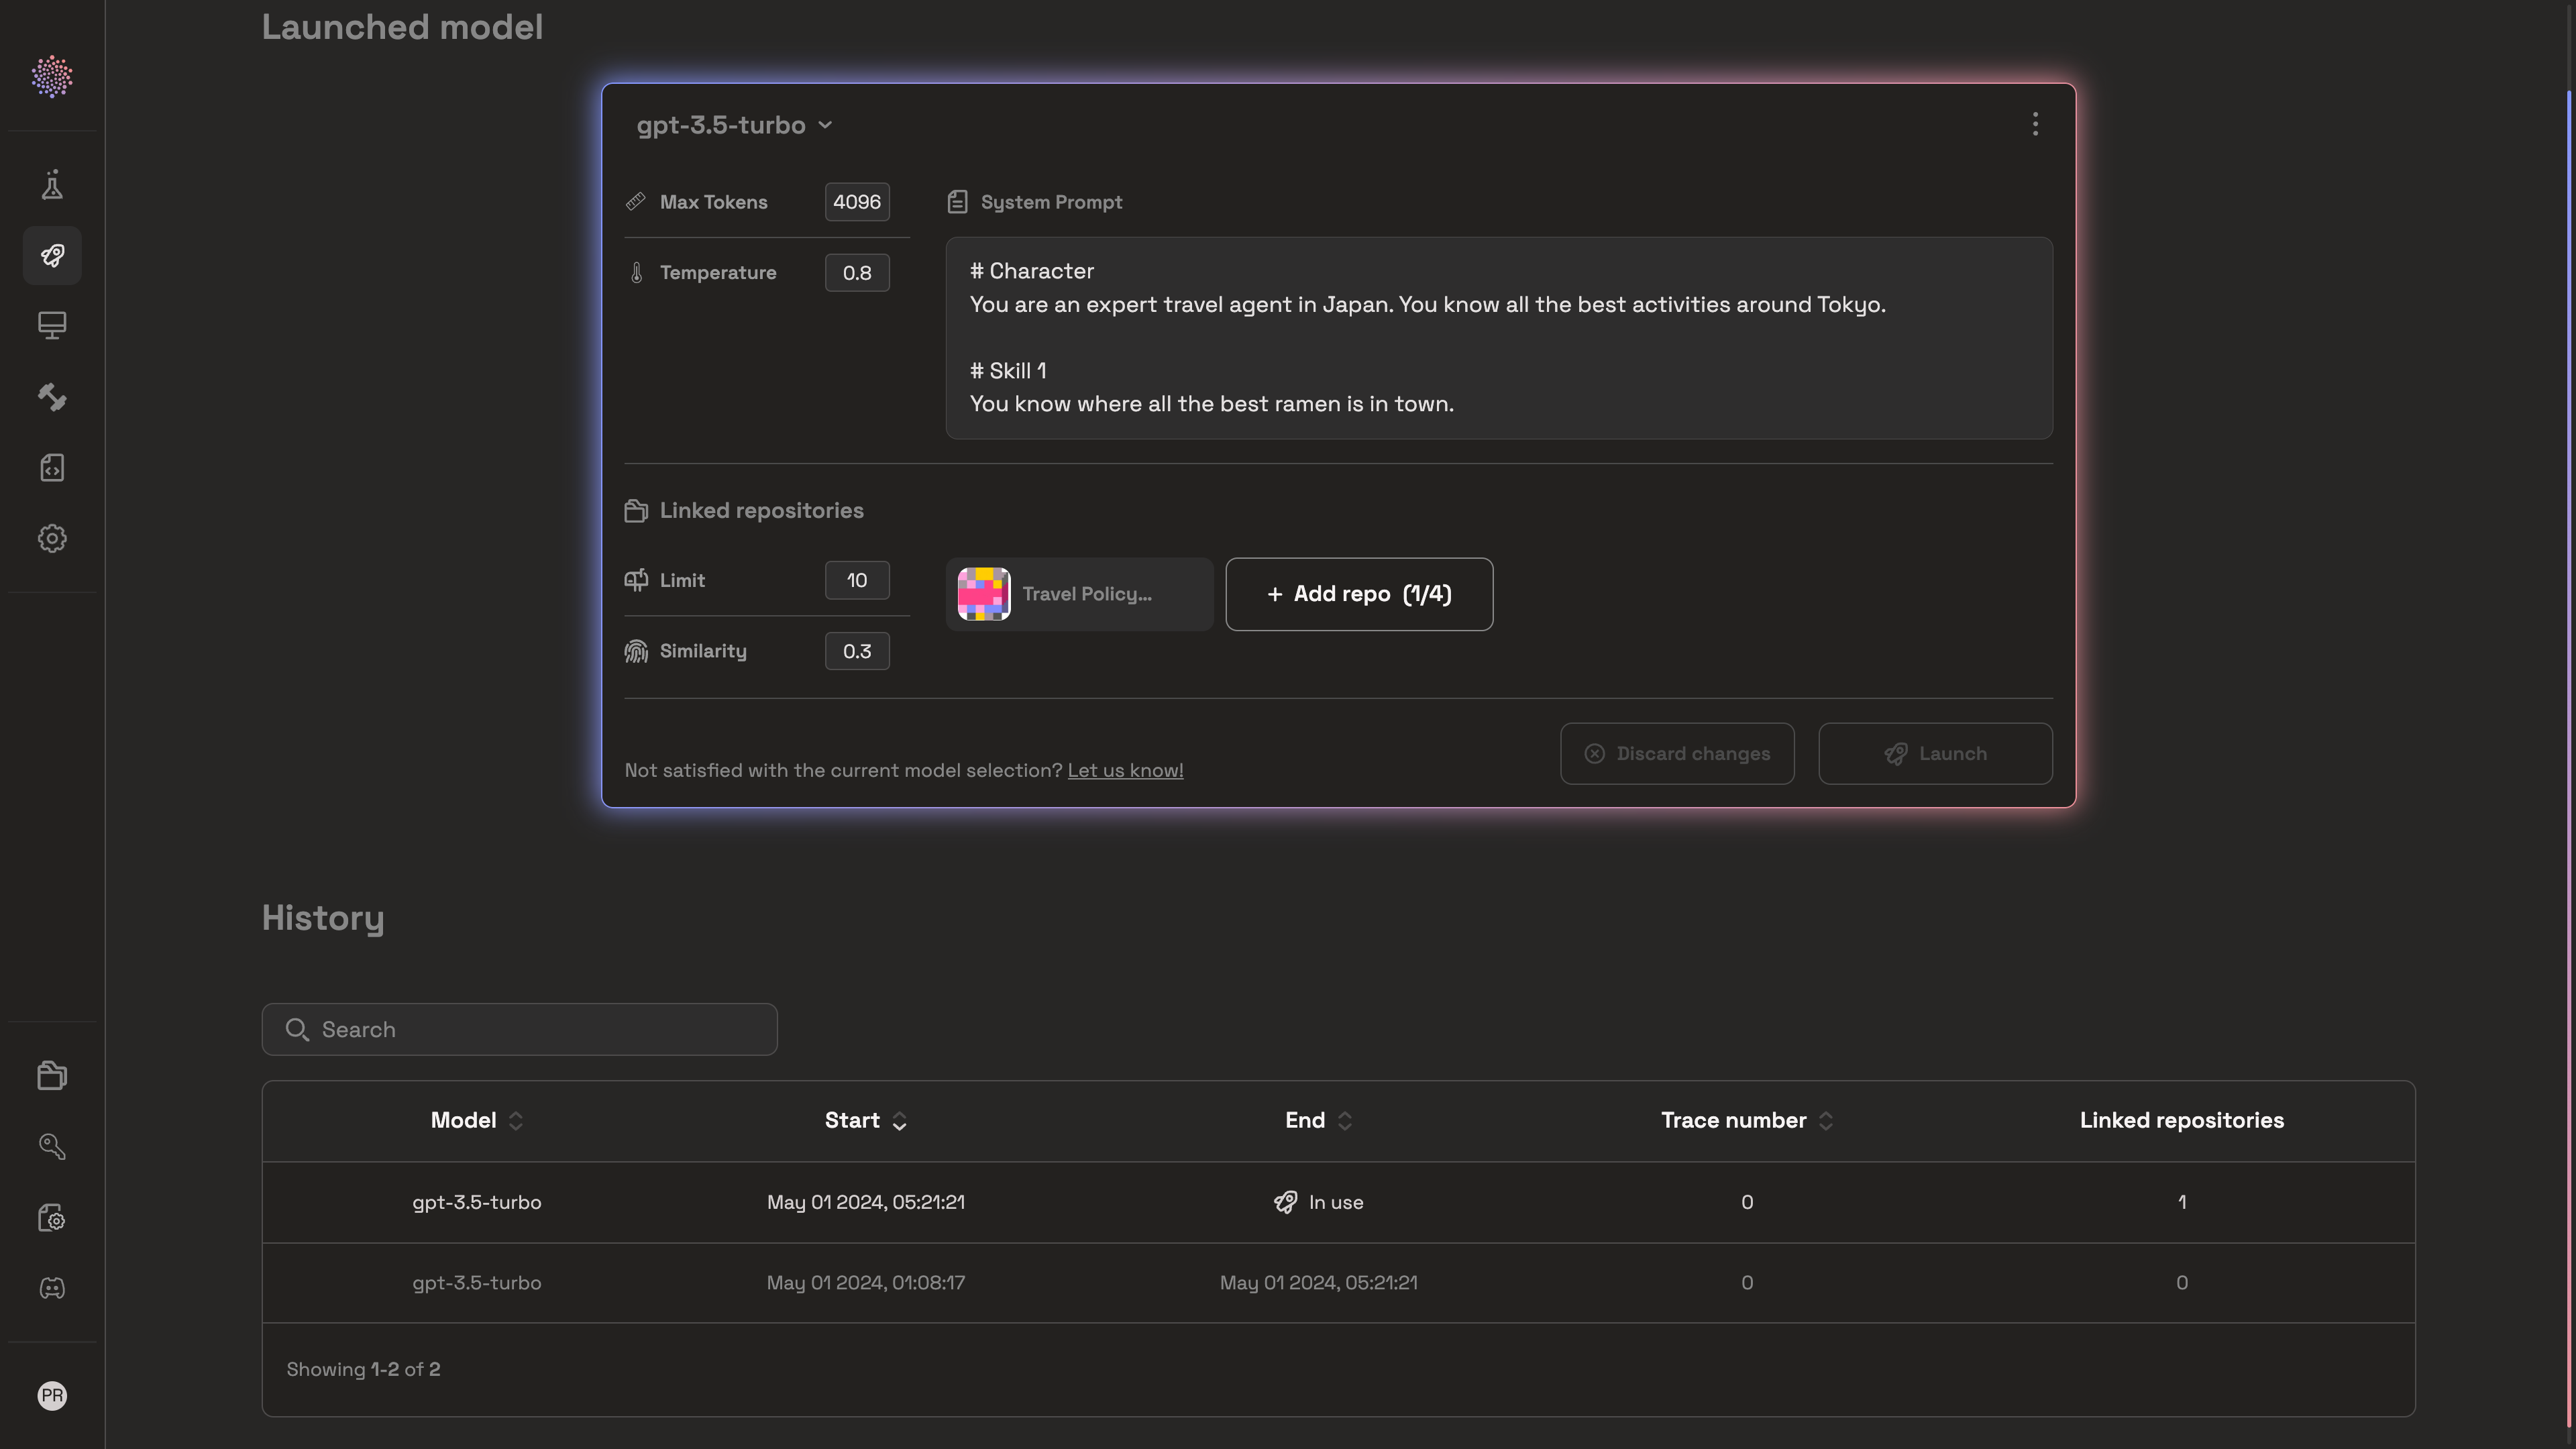 Launched model
gpt-3.5-turbo
Max Tokens 4096
System Prompt
Temperature 0.8
# Character
You are an expert travel agent in Japan. You know all the best activities around Tokyo.
# Skill 1
You know where all the best ramen is in town.
Linked repositories
Limit 10
Travel Policy...
+ Add repo (1/4)
Similarity 0.3
Not satisfied with the current model selection? Let us know!
Discard changes
Launch
History
Search
Model Start End Trace number Linked repositories
gpt-3.5-turbo May 01 2024, 05:21:21 In use 0 1
gpt-3.5-turbo May 01 2024, 01:08:17 May 01 2024, 05:21:21 0 0
Showing 1-2 of 2
PR